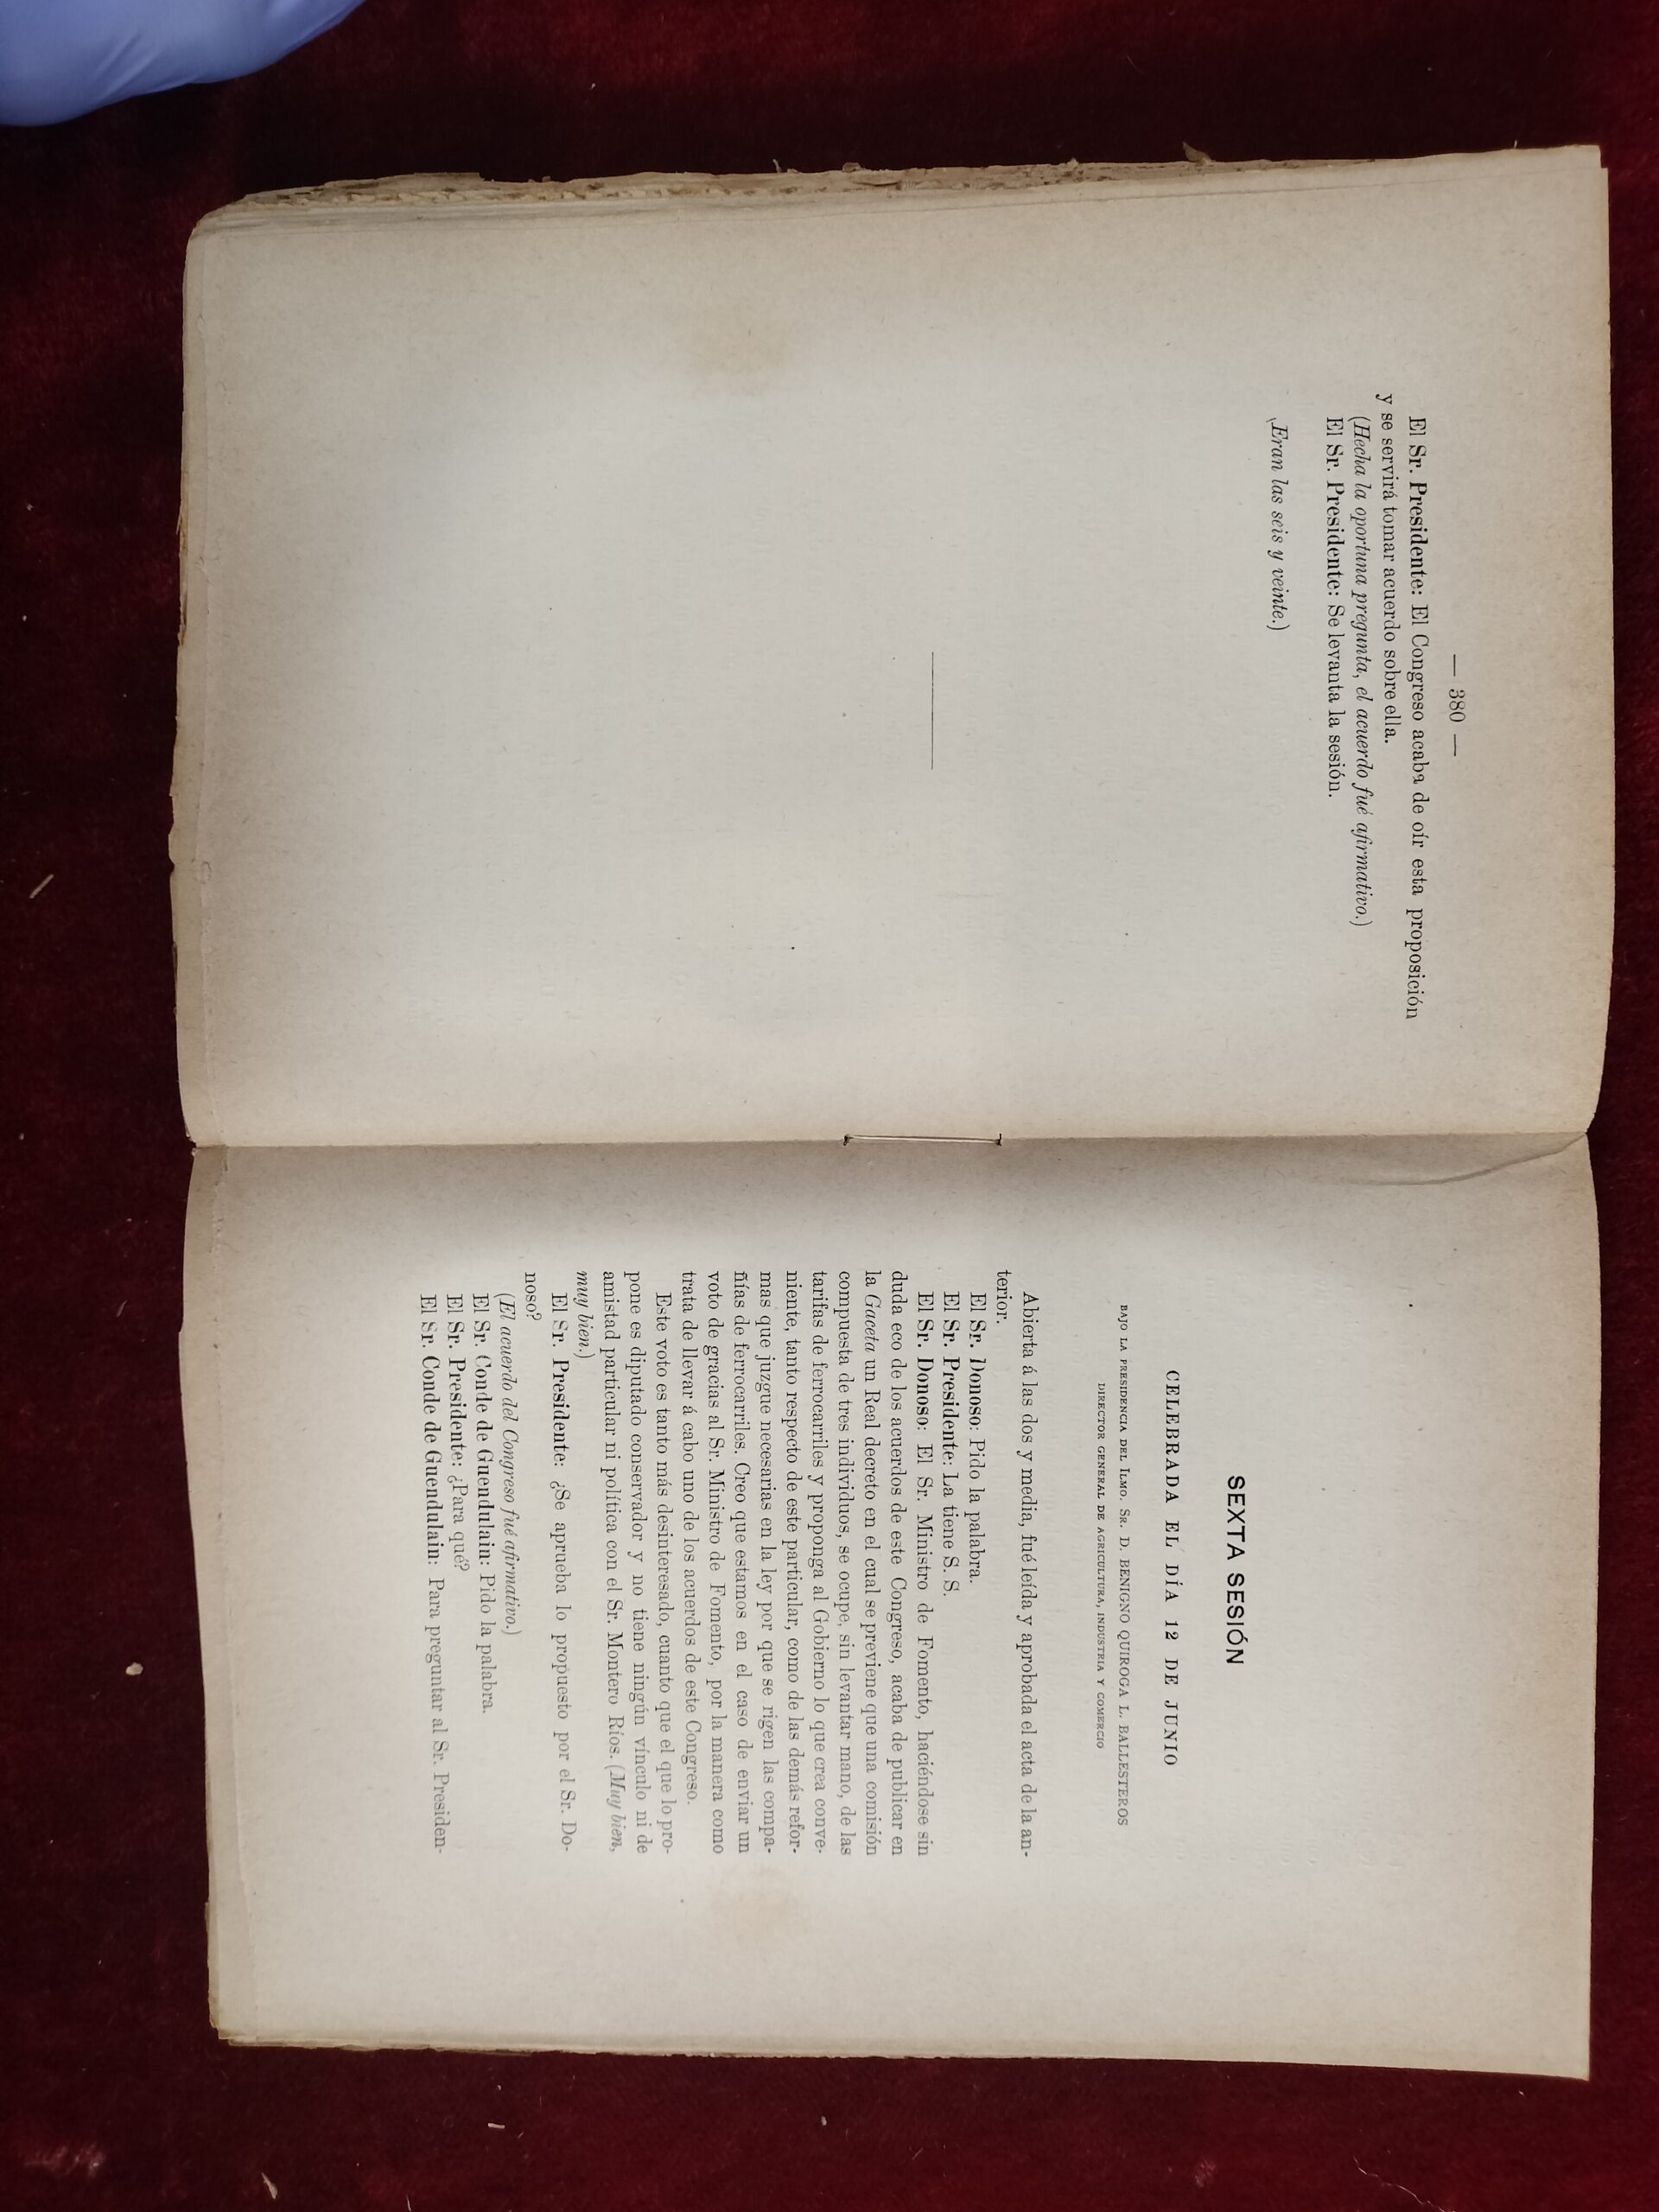 — 380 —
El Sr. Presidente: El Congreso acaba de oír esta proposición
y se servirá tomar acuerdo sobre ella.
(Hecha la oportuna pregunta, el acuerdo fué afirmativo.)
El Sr. Presidente: Se levanta la sesión.
(Eran las seis y veinte.)
SEXTA SESIÓN
CELEBRADA EL DÍA 12 DE JUNIO
BAJO LA PRESIDENCIA DEL ILMO. SR. D. BENIGNO QUIROGA L. BALLESTEROS
DIRECTOR GENERAL DE AGRICULTURA, INDUSTRIA Y COMERCIO
Abierta á las dos y media, fué leída y aprobada el acta de la an-
terior.
El Sr. Donoso: Pido la palabra.
El Sr. Presidente: La tiene S. S.
El Sr. Donoso: El Sr. Ministro de Fomento, haciéndose sin
duda eco de los acuerdos de este Congreso, acaba de publicar en
la Gaceta un Real decreto en el cual se previene que una comisión
compuesta de tres individuos, se ocupe, sin levantar mano, de las
tarifas de ferrocarriles y proponga al Gobierno lo que crea conve-
niente, tanto respecto de este particular, como de las demás refor-
mas que juzgue necesarias en la ley por que se rigen las compa-
ñías de ferrocarriles. Creo que estamos en el caso de enviar un
voto de gracias al Sr. Ministro de Fomento, por la manera como
trata de llevar á cabo uno de los acuerdos de este Congreso.
Este voto es tanto más desinteresado, cuanto que el que lo pro-
pone es diputado conservador y no tiene ningún vínculo ni de
amistad particular ni política con el Sr. Montero Ríos. (Muy bien,
muy bien.)
El Sr. Presidente: ¿Se aprueba lo propuesto por el Sr. Do-
noso?
(El acuerdo del Congreso fué afirmativo.)
El Sr. Conde de Guendulain: Pido la palabra.
El Sr. Presidente: ¿Para qué?
El Sr. Conde de Guendulain: Para preguntar al Sr. Presiden-